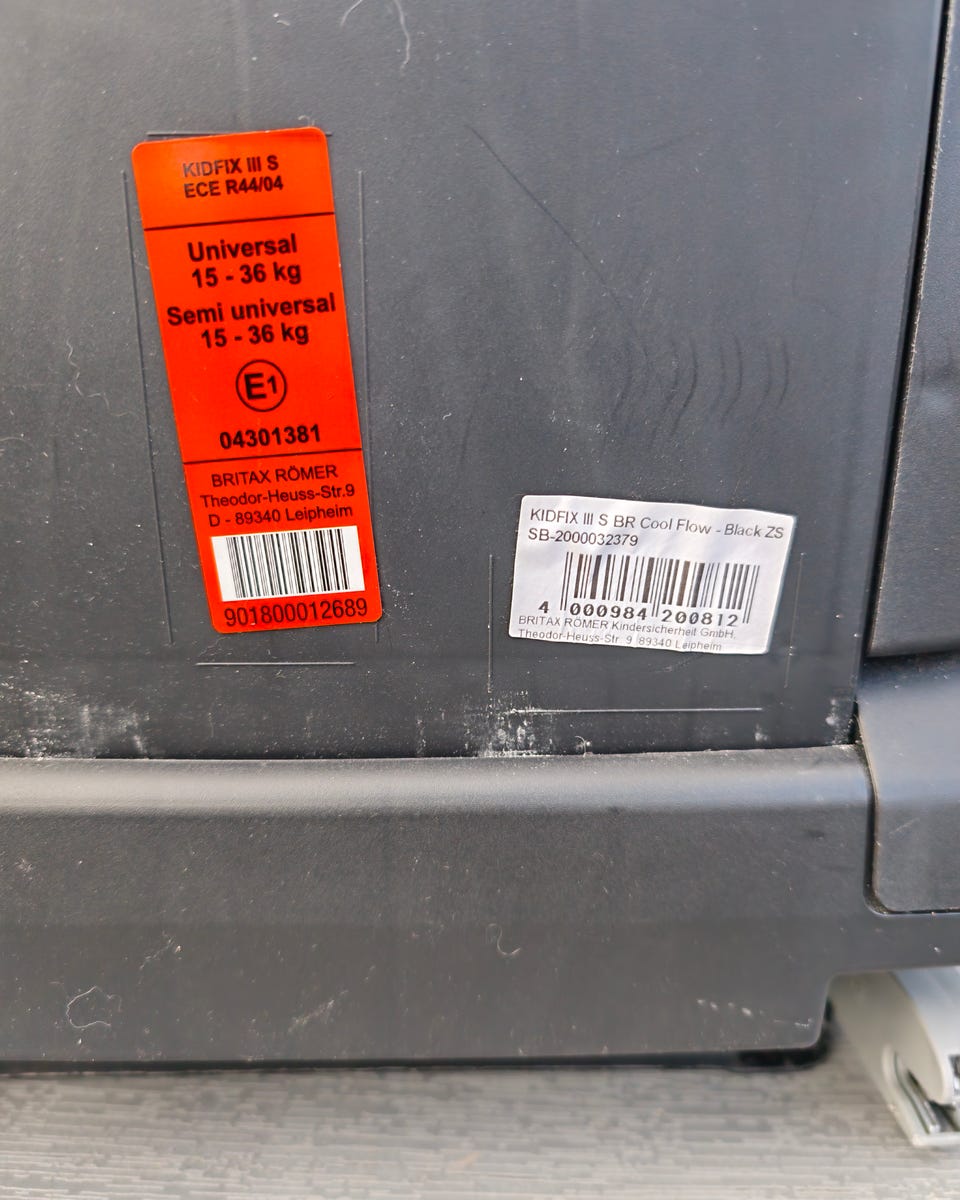 KIDFIX III S
ECE R44/04
Universal
15 - 36 kg
Semi universal
15 - 36 kg
E1
04301381
BRITAX RÖMER
Theodor-Heuss-Str.9
D - 89340 Leipheim
901800012689
KIDFIX III S BR Cool Flow - Black ZS
SB-2000032379
4 000984 200812
BRITAX RÖMER Kindersicherheit GmbH,
Theodor-Heuss-Str. 9 89340 Leipheim